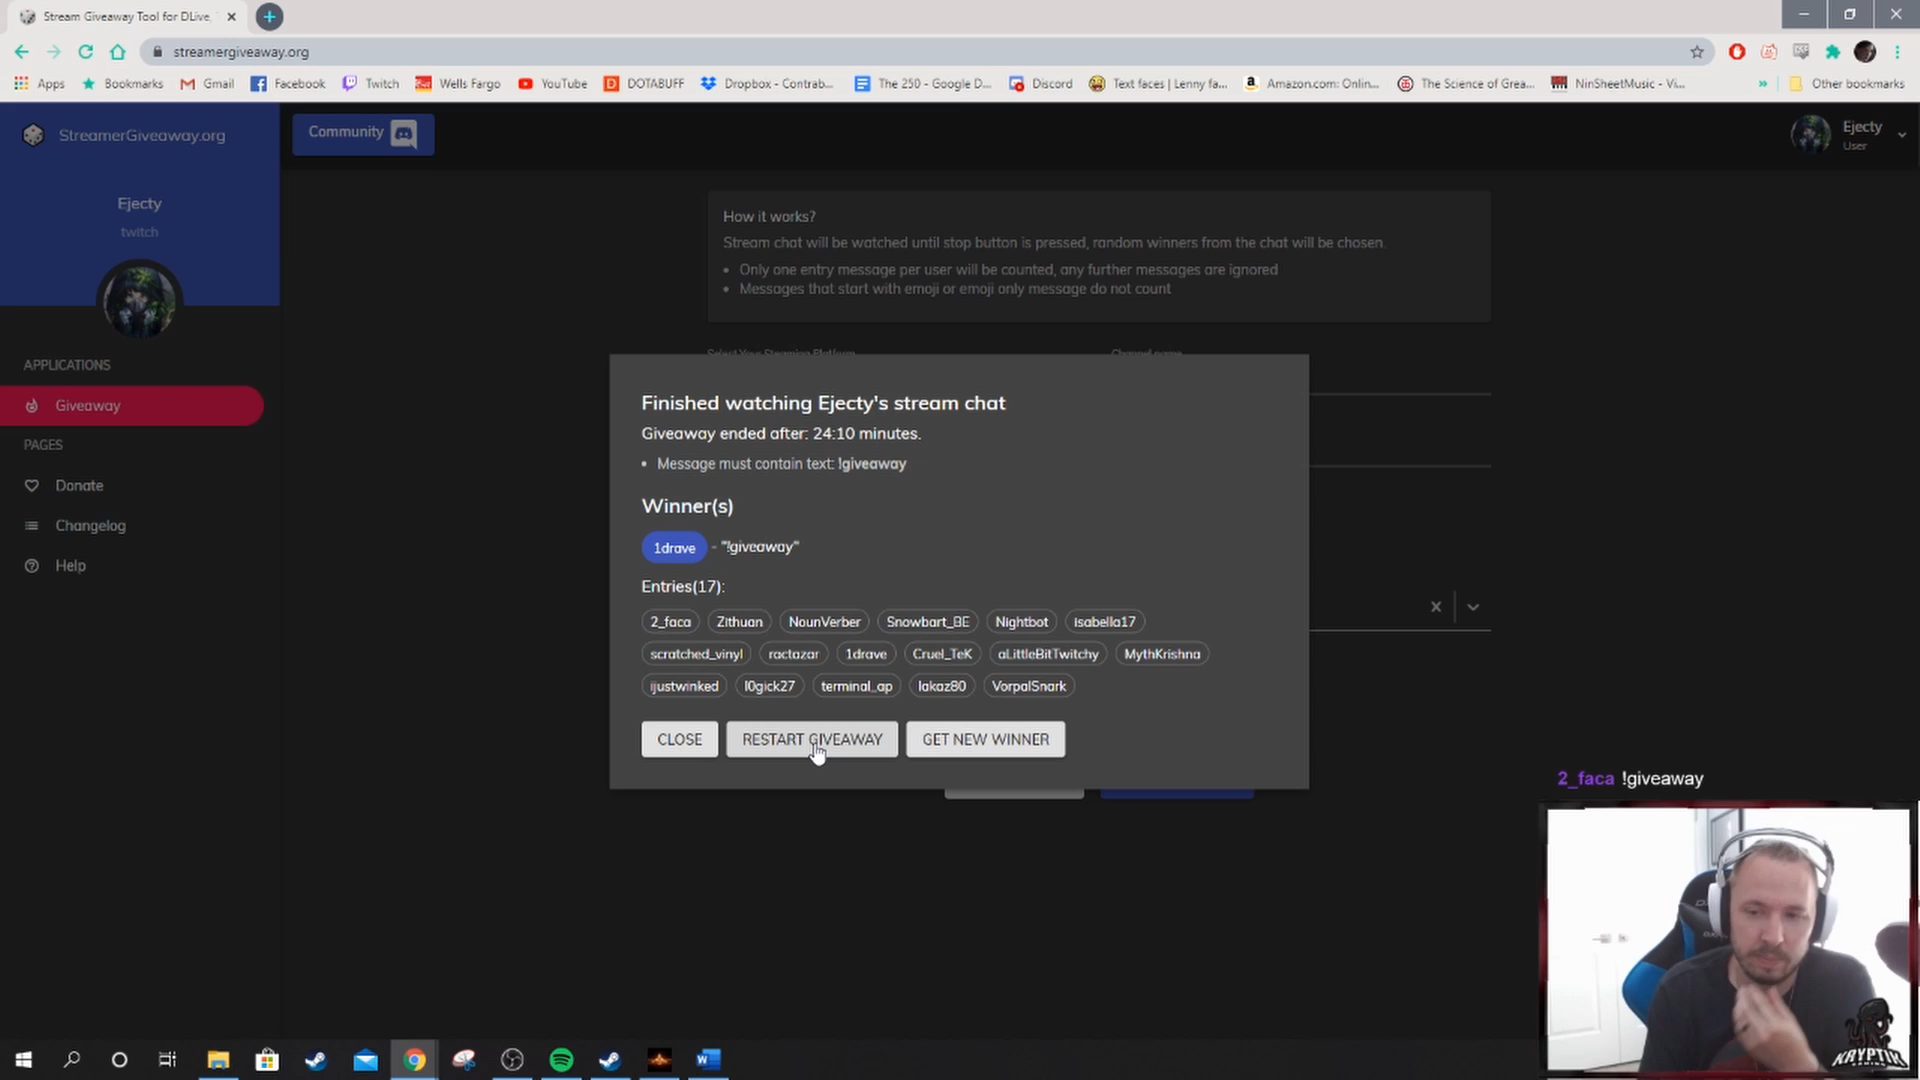 Stream Giveaway Tool for DLive,
streamergiveaway.org
Apps
Bookmarks
Gmail
Facebook
Twitch
Wells Fargo
YouTube
DOTABUFF
Dropbox - Contrab...
The 250 - Google D...
Discord
Text faces | Lenny fa...
Amazon.com: Onlin...
The Science of Grea...
NinSheetMusic - Vi...
Other bookmarks
StreamerGiveaway.org
Community
Ejecty
User
Ejecty
twitch
How it works?
Stream chat will be watched until stop button is pressed, random winners from the chat will be chosen.
Only one entry message per user will be counted, any further messages are ignored
Messages that start with emoji or emoji only message do not count
Select Your Streaming Platform
Channel name
APPLICATIONS
Giveaway
PAGES
Donate
Changelog
Help
Finished watching Ejecty's stream chat
Giveaway ended after: 24:10 minutes.
Message must contain text: !giveaway
Winner(s)
1drave - "!giveaway"
Entries(17):
2_faca Zithuan NounVerber Snowbart_BE Nightbot isabella17
scratched_vinyl ractazar 1drave Cruel_TeK aLittleBitTwitchy MythKrishna
ijustwinked l0gick27 terminal_ap lakaz80 VorpalSnark
CLOSE
RESTART GIVEAWAY
GET NEW WINNER
2_faca !giveaway
KRYPTIK